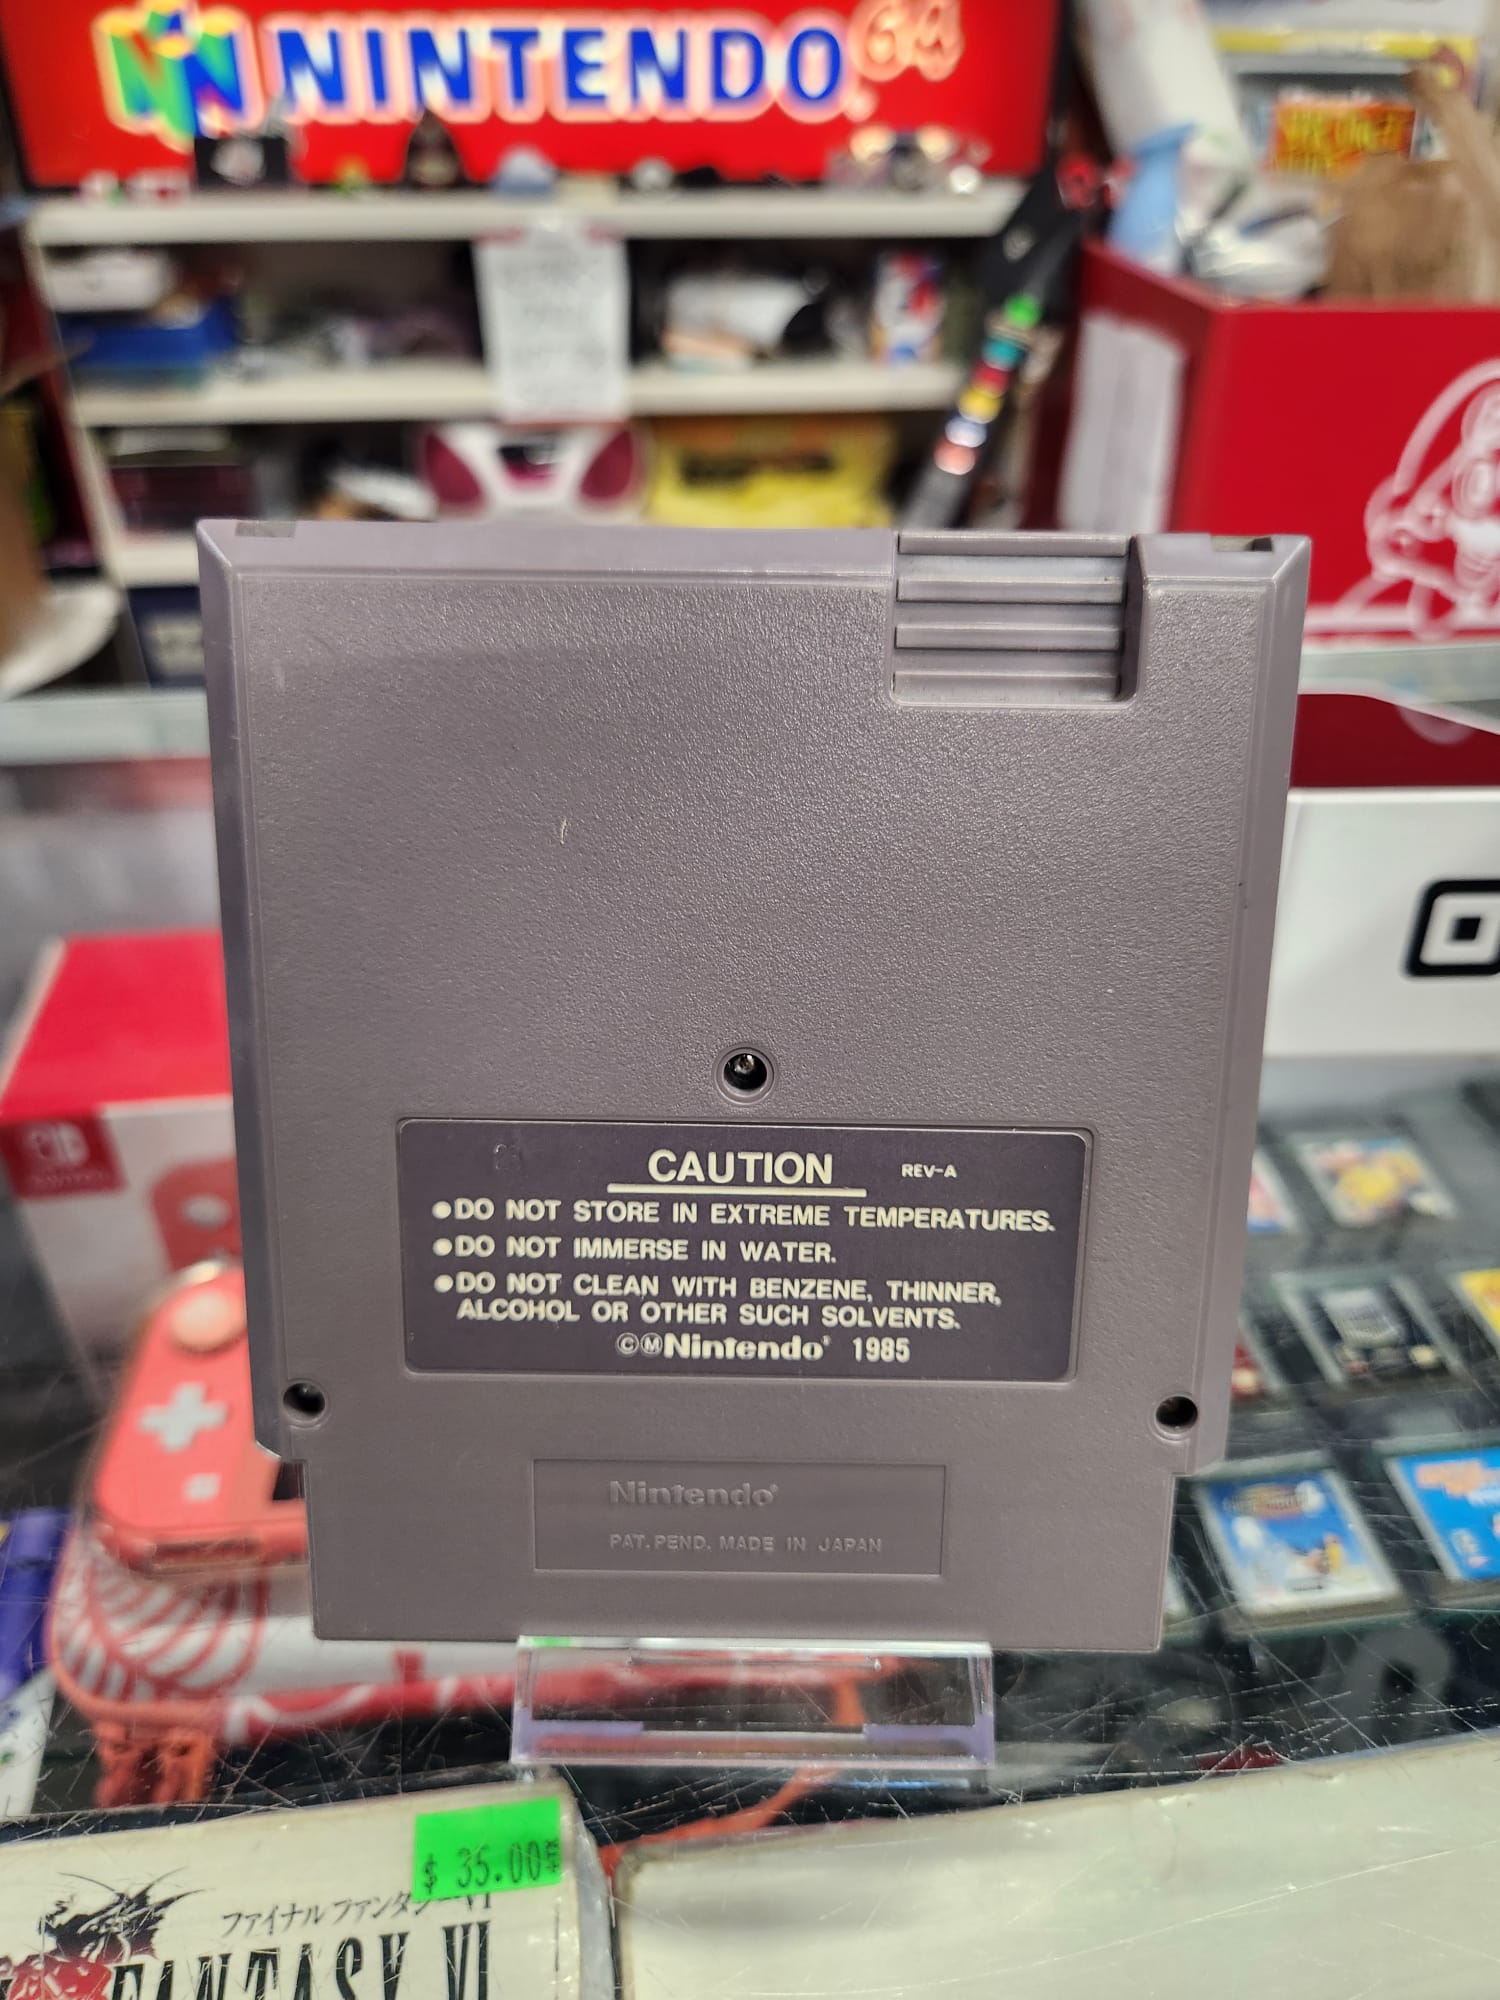 NINTENDO 64
CAUTION REV-A
●DO NOT STORE IN EXTREME TEMPERATURES.
●DO NOT IMMERSE IN WATER.
●DO NOT CLEAN WITH BENZENE, THINNER,
ALCOHOL OR OTHER SUCH SOLVENTS.
©ⓂNintendo® 1985
Nintendo®
PAT. PEND. MADE IN JAPAN
$ 35.00
ファイナルファンタジーVI
FANTASY VI